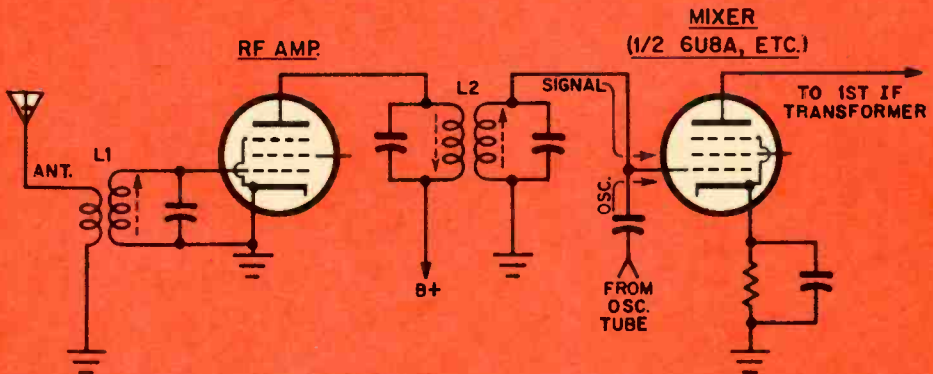 MIXER
(1/2 6U8A, ETC.)
RF AMP.
L2
SIGNAL
TO 1ST IF
TRANSFORMER
ANT.
L1
OSC.
B+
FROM
OSC.
TUBE